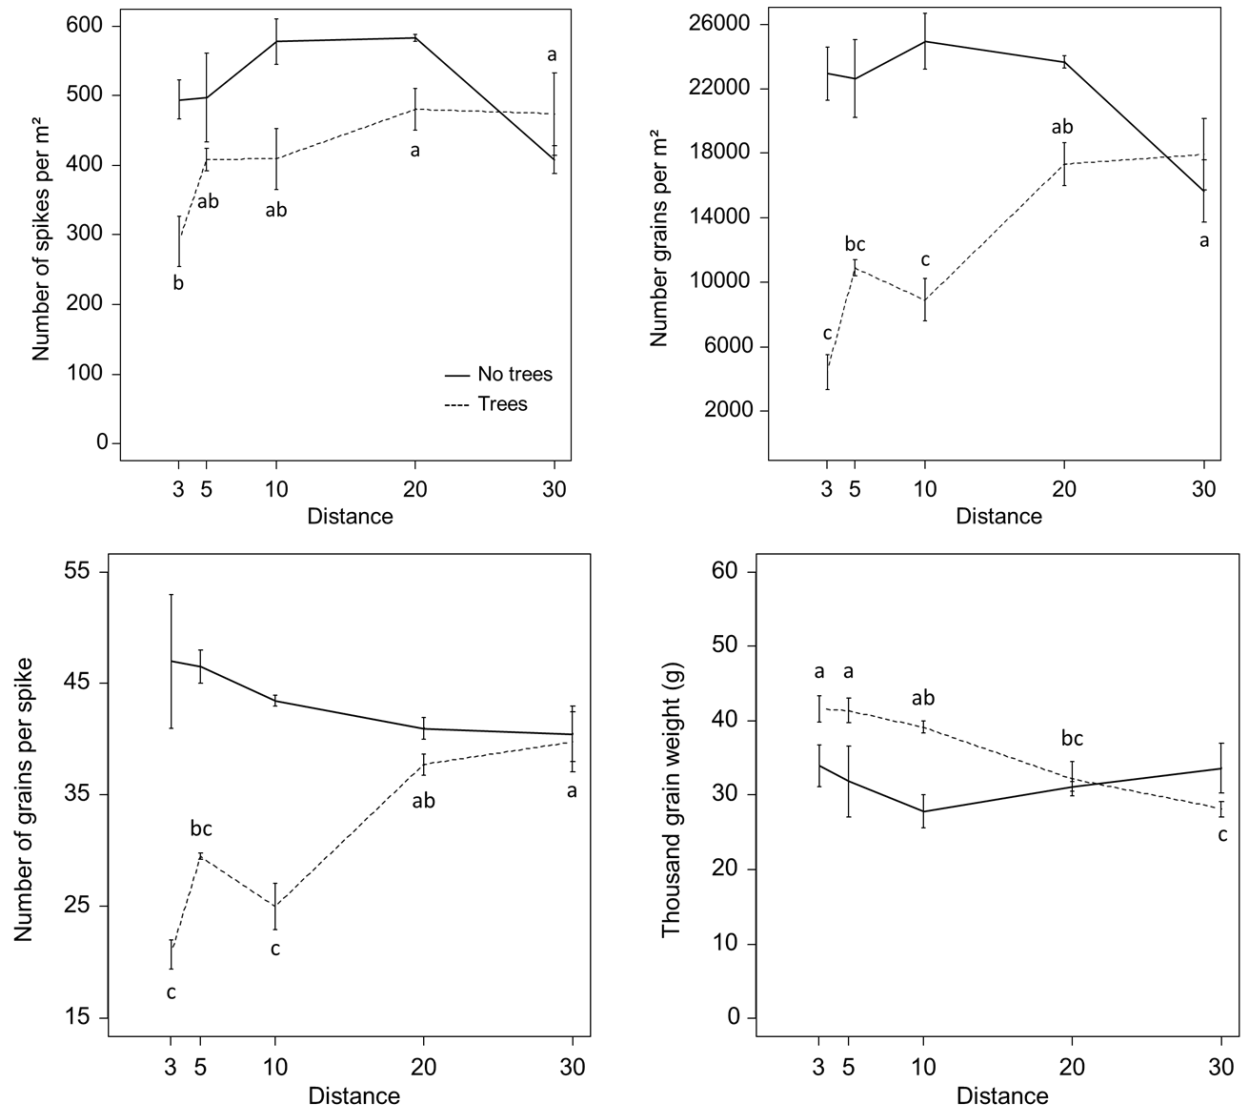 Number of spikes per m²
600
500
400
300
200
100
0
a
a
ab
ab
b
No trees
Trees
3 5 10 20 30
Distance
Number grains per m²
26000
22000
18000
14000
10000
6000
2000
ab
bc
c
a
c
3 5 10 20 30
Distance
Number of grains per spike
55
45
35
25
15
bc
ab
a
c
c
3 5 10 20 30
Distance
Thousand grain weight (g)
60
50
40
30
20
10
0
a a
ab
bc
c
3 5 10 20 30
Distance